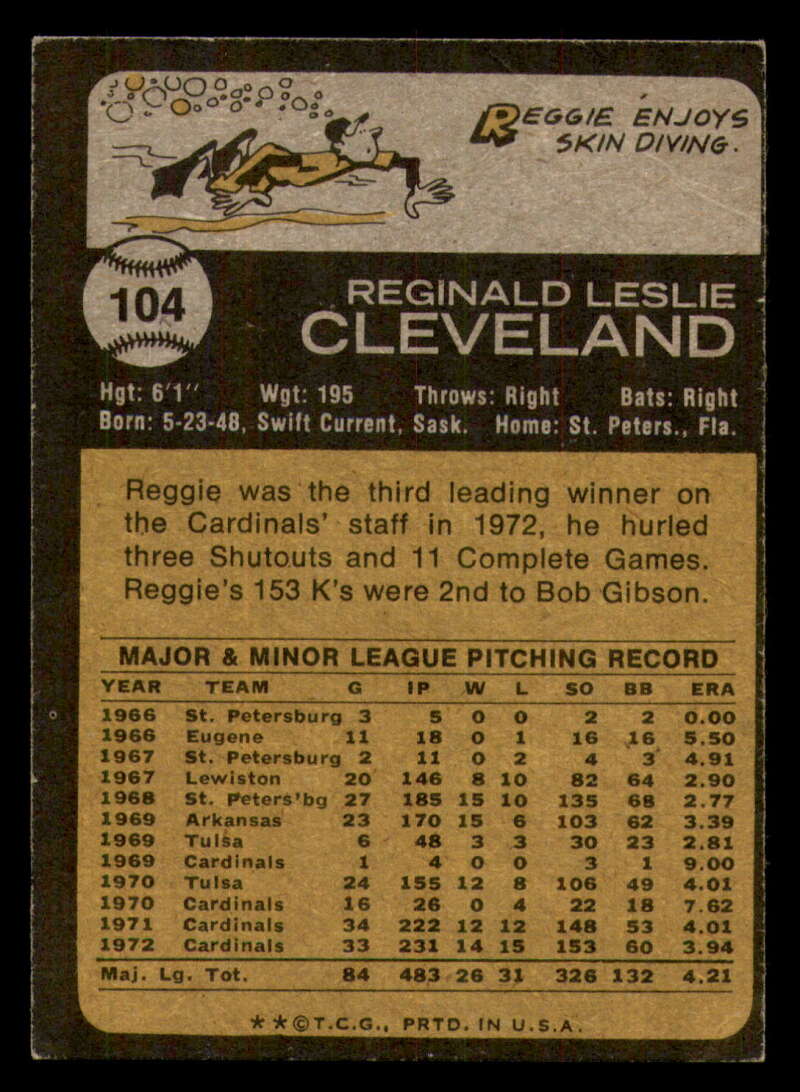 REGGIE ENJOYS
SKIN DIVING.
104
REGINALD LESLIE
CLEVELAND
Hgt: 6'1" Wgt: 195 Throws: Right Bats: Right
Born: 5-23-48, Swift Current, Sask. Home: St. Peters., Fla.
Reggie was the third leading winner on
the Cardinals' staff in 1972, he hurled
three Shutouts and 11 Complete Games.
Reggie's 153 K's were 2nd to Bob Gibson.
MAJOR & MINOR LEAGUE PITCHING RECORD
YEAR TEAM G IP W L SO BB ERA
1966 St. Petersburg 3 5 0 0 2 2 0.00
1966 Eugene 11 18 0 1 16 16 5.50
1967 St. Petersburg 2 11 0 2 4 3 4.91
1967 Lewiston 20 146 8 10 82 64 2.90
1968 St. Peters'bg 27 185 15 10 135 68 2.77
1969 Arkansas 23 170 15 6 103 62 3.39
1969 Tulsa 6 48 3 3 30 23 2.81
1969 Cardinals 1 4 0 0 3 1 9.00
1970 Tulsa 24 155 12 8 106 49 4.01
1970 Cardinals 16 26 0 4 22 18 7.62
1971 Cardinals 34 222 12 12 148 53 4.01
1972 Cardinals 33 231 14 15 153 60 3.94
Maj. Lg. Tot. 84 483 26 31 326 132 4.21
★★©T.C.G., PRTD. IN U.S.A.